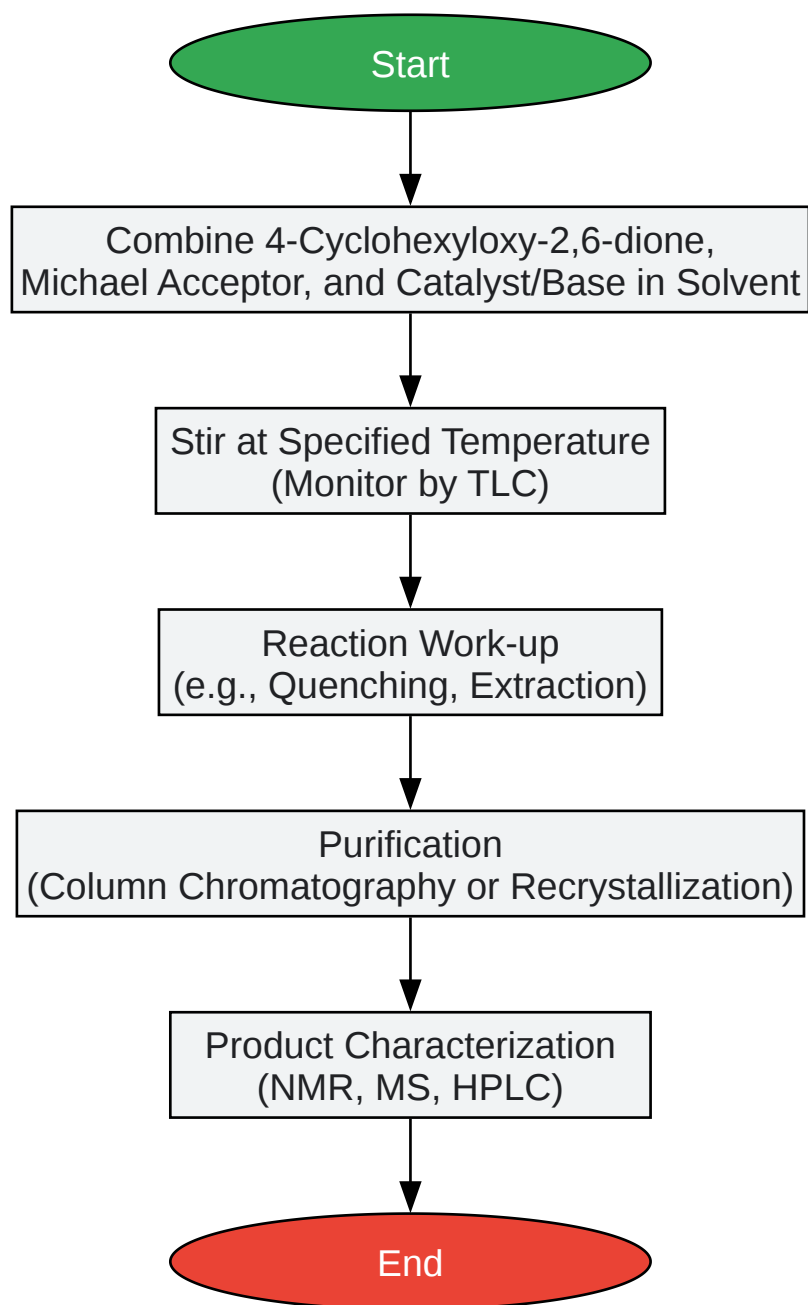 Start
Combine 4-Cyclohexyloxy-2,6-dione,
Michael Acceptor, and Catalyst/Base in Solvent
Stir at Specified Temperature
(Monitor by TLC)
Reaction Work-up
(e.g., Quenching, Extraction)
Purification
(Column Chromatography or Recrystallization)
Product Characterization
(NMR, MS, HPLC)
End